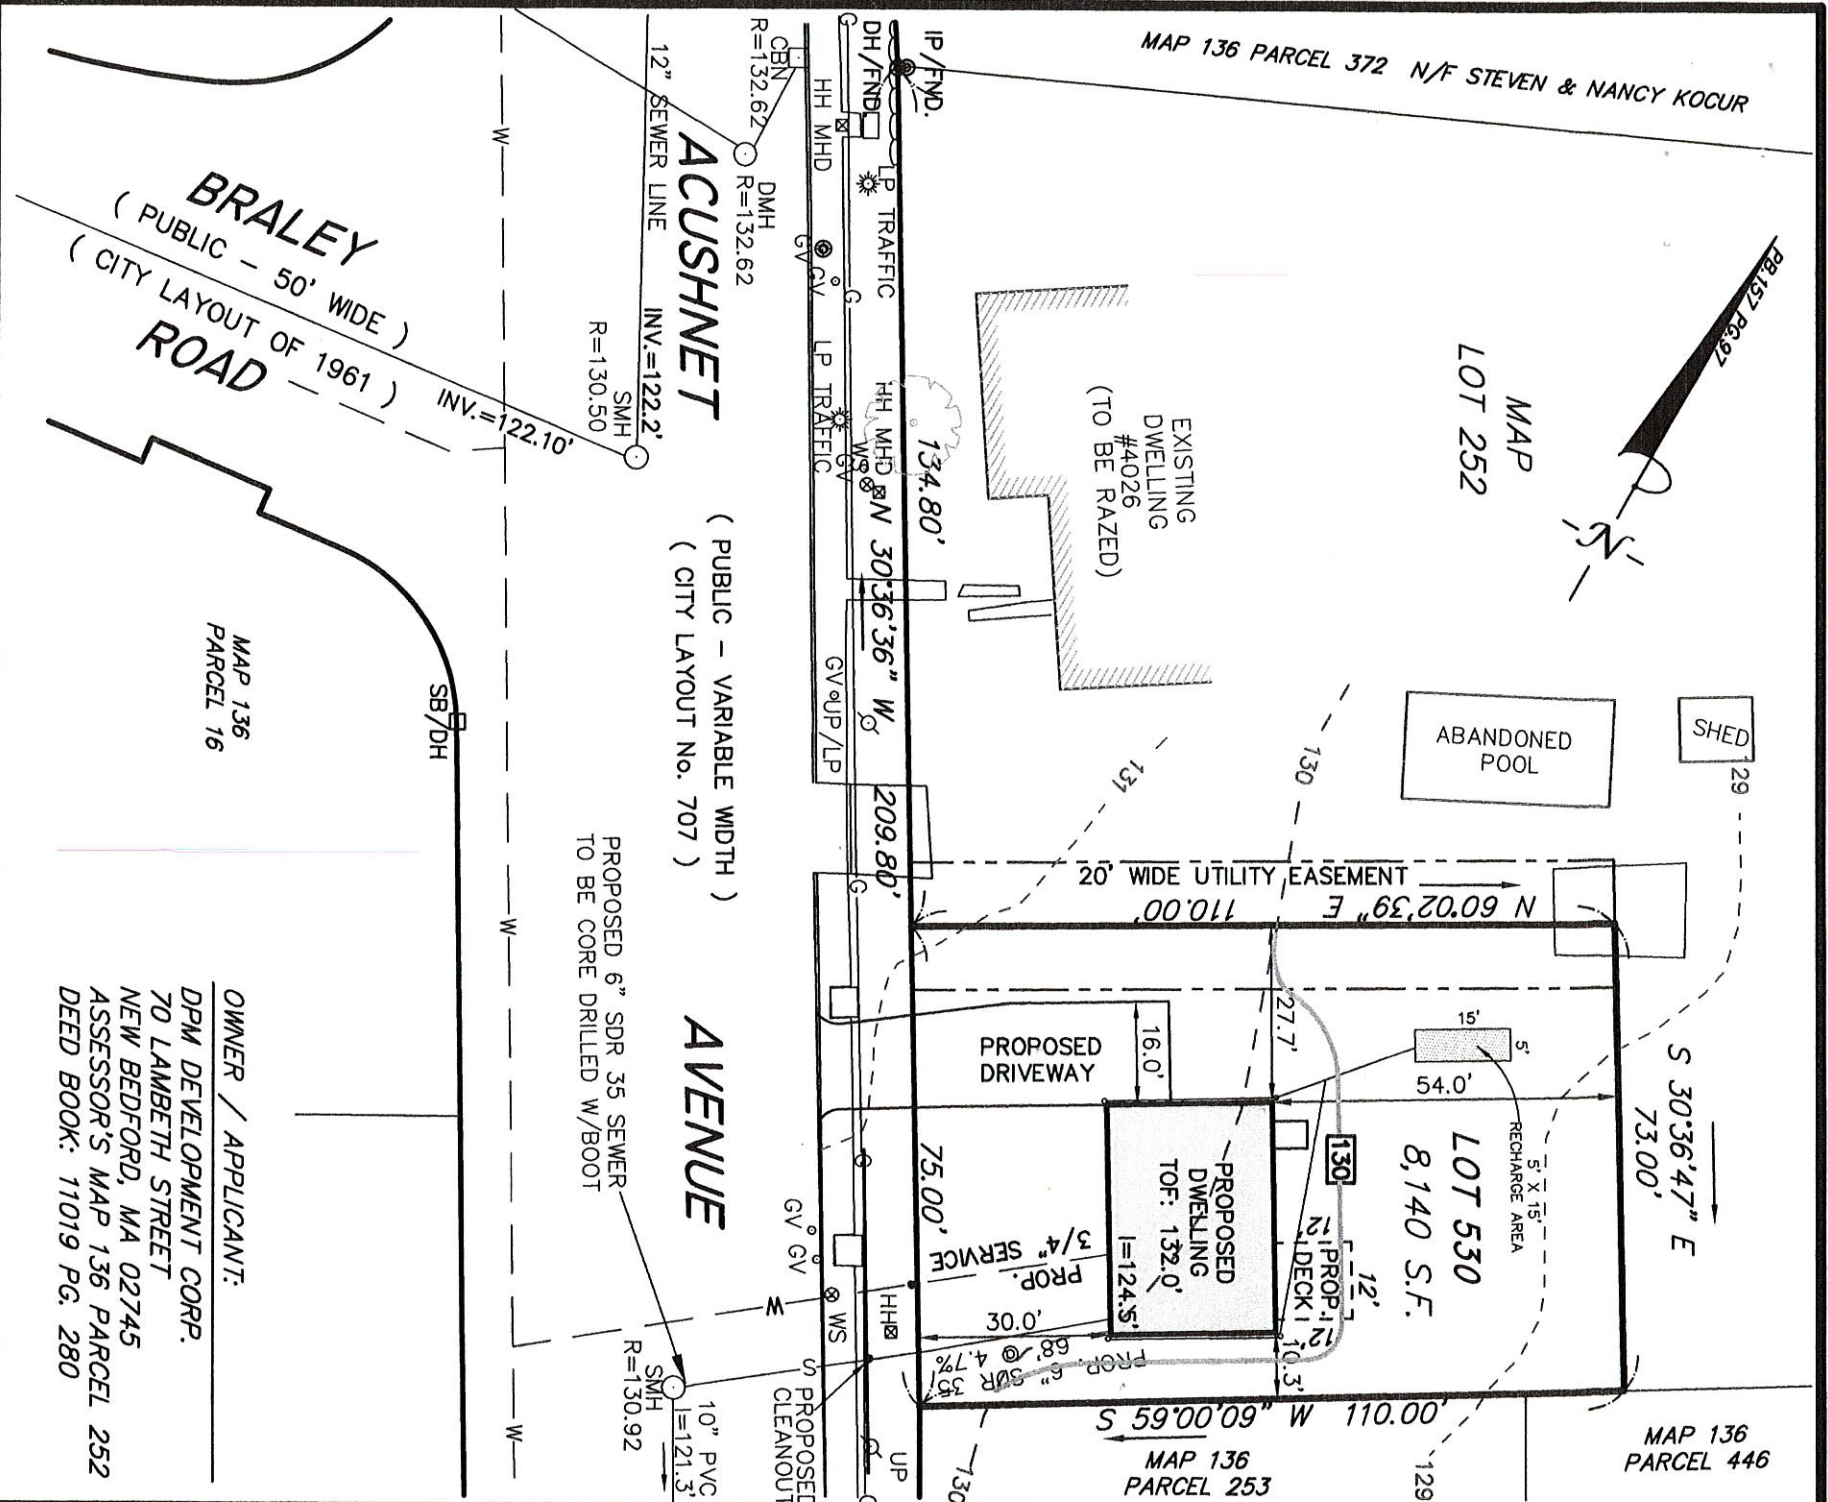 MAP 136 PARCEL 372 N/F STEVEN & NANCY KOCUR
PB.157 PG.97
-N-
MAP
LOT 252
IP/FND.
DH/FND
CBN
R=132.62
DMH
R=132.62
12" SEWER LINE
INV.=122.2'
SMH
R=130.50
INV.=122.10'
HH MHD
LP TRAFFIC
G
GV
GV
G
LP TRAFFIC
HH MHD
WS
GV
134.80'
N 30°36'36" W
209.80'
GV
UP/LP
G
BRALEY
( PUBLIC - 50' WIDE )
( CITY LAYOUT OF 1961 )
ROAD
W
W
W
ACUSHNET
AVENUE
( PUBLIC - VARIABLE WIDTH )
( CITY LAYOUT No. 707 )
EXISTING
DWELLING
#4026
(TO BE RAZED)
ABANDONED
POOL
SHED
129
130
131
SB/DH
MAP 136
PARCEL 16
20' WIDE UTILITY EASEMENT
N 60°02'39" E
110.00'
S 30°36'47" E
73.00'
PROPOSED
DRIVEWAY
16.0'
27.7'
15'
5'
54.0'
5' X 15'
RECHARGE AREA
LOT 530
8,140 S.F.
130
PROPOSED
DWELLING
TOF: 132.0'
I=124.5'
12'
12'
12'
PROP.
DECK
10.3'
30.0'
75.00'
PROP.
3/4" SERVICE
W
PROP. 6" SDR 35
68' @ 4.7%
S
PROPOSED
CLEANOUT
PROPOSED 6" SDR 35 SEWER
TO BE CORE DRILLED W/BOOT
GV
GV
WS
HH
UP
SMH
R=130.92
10" PVC
I=121.3'
S 59°00'09" W 110.00'
MAP 136
PARCEL 253
MAP 136
PARCEL 446
130
129
OWNER / APPLICANT:
DPM DEVELOPMENT CORP.
70 LAMBETH STREET
NEW BEDFORD, MA 02745
ASSESSOR'S MAP 136 PARCEL 252
DEED BOOK: 11019 PG. 280